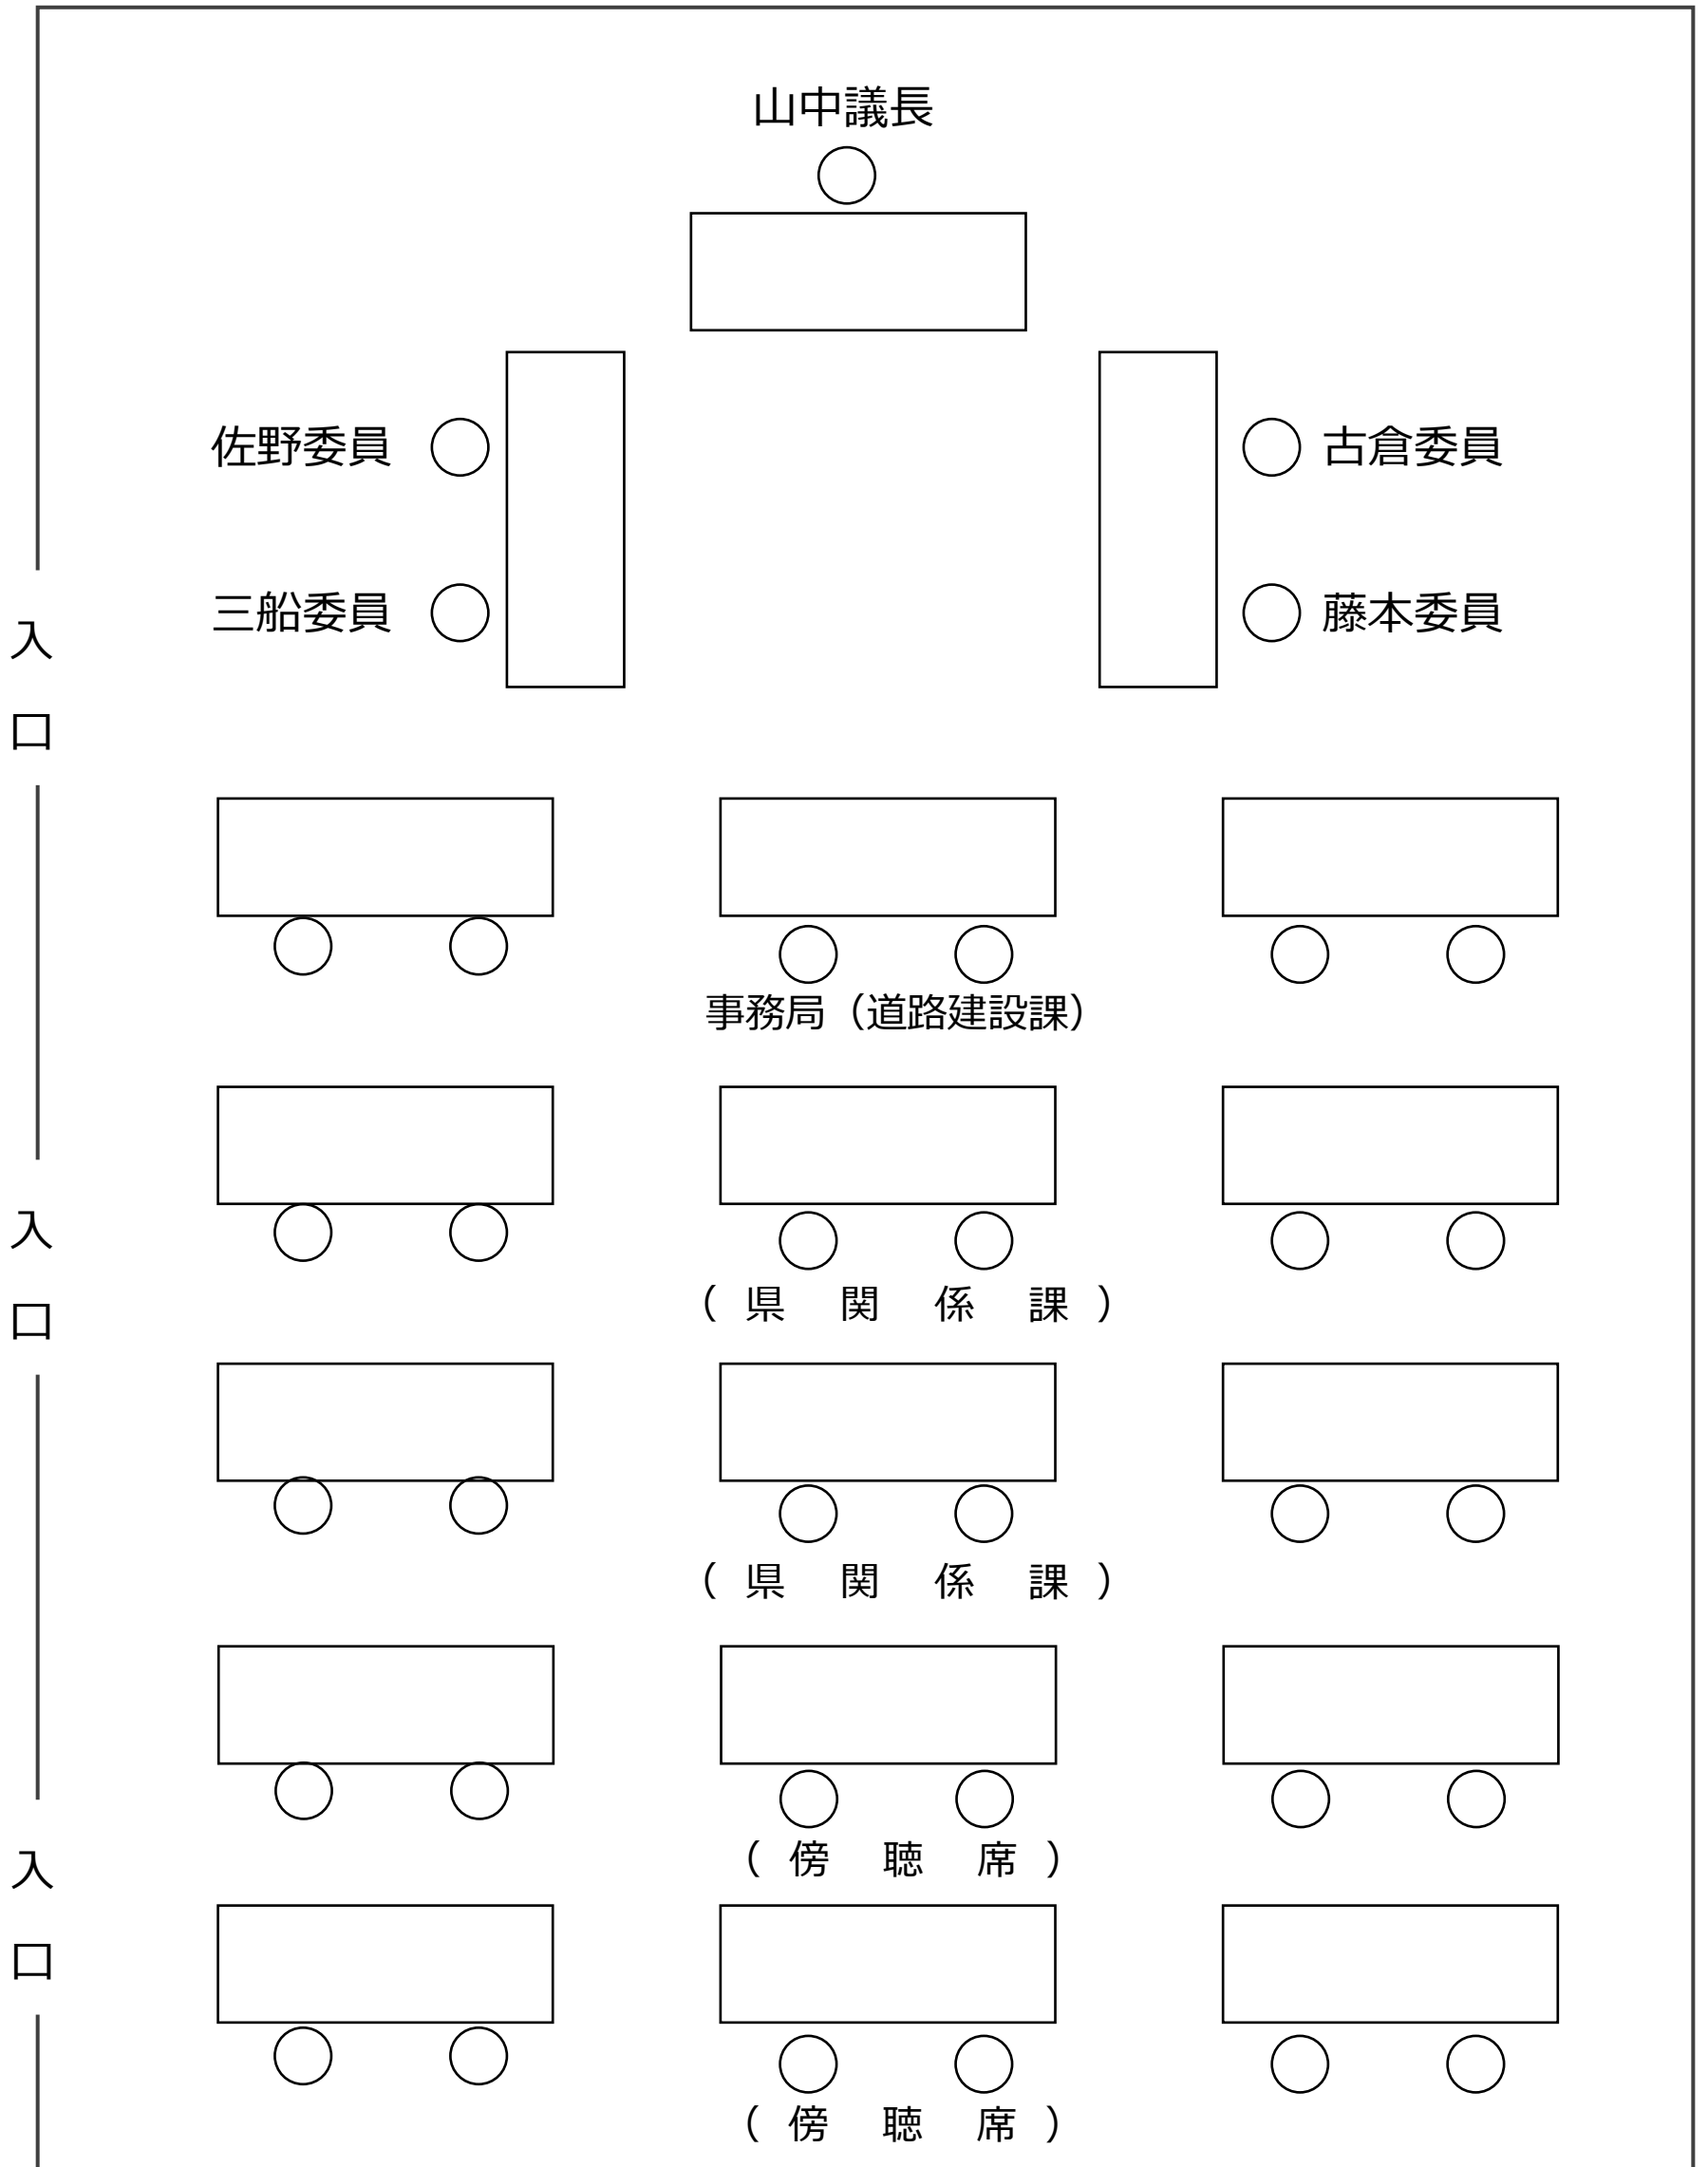 山中議長
佐野委員
古倉委員
三船委員
藤本委員
入口
事務局（道路建設課）
入口
（県関係課）
（県関係課）
入口
（傍聴席）
（傍聴席）